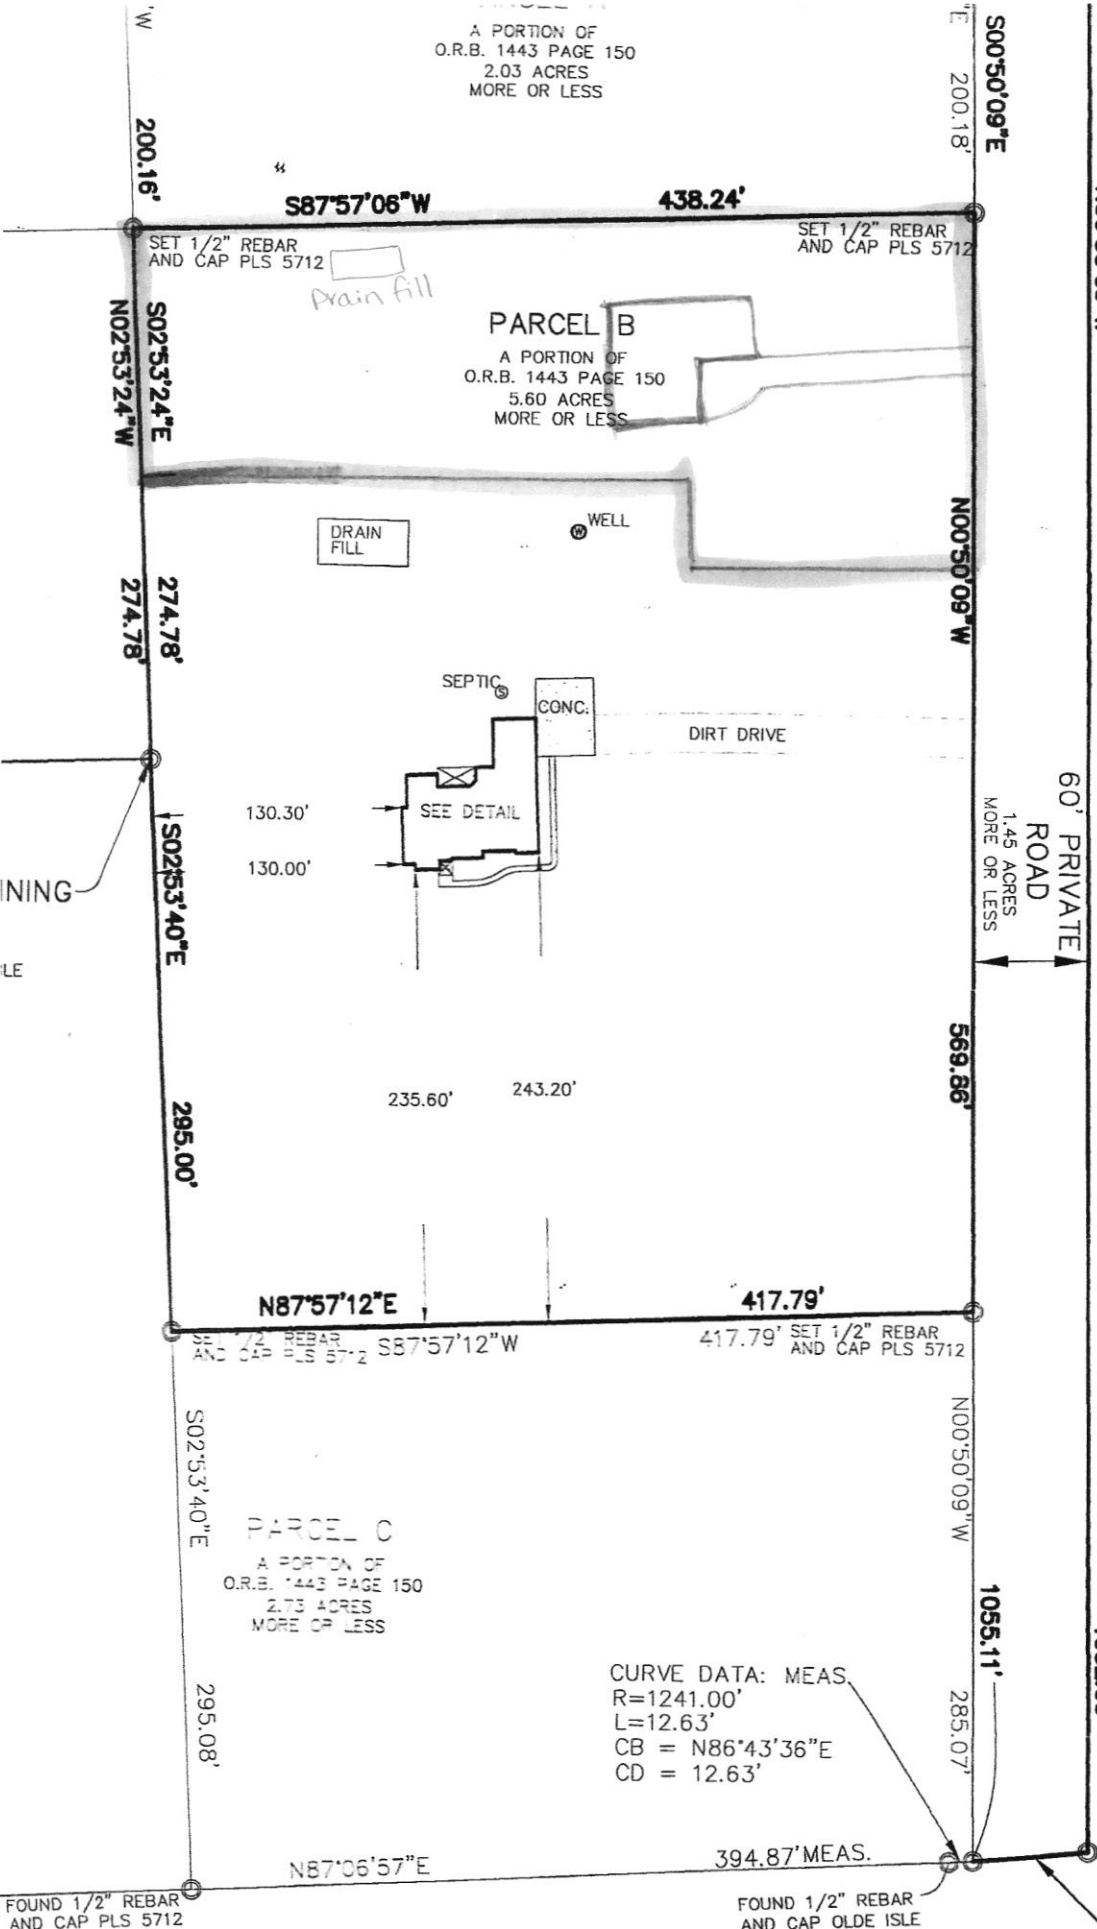 'W
A PORTION OF
O.R.B. 1443 PAGE 150
2.03 ACRES
MORE OR LESS
'E
S00°50'09"E
200.18'
200.16'
S87°57'06"W
438.24'
SET 1/2" REBAR
AND CAP PLS 5712
SET 1/2" REBAR
AND CAP PLS 5712
Drain fill
PARCEL B
A PORTION OF
O.R.B. 1443 PAGE 150
5.60 ACRES
MORE OR LESS
N02°53'24"W
S02°53'24"E
DRAIN
FILL
WELL
W
N00°50'09"W
274.78'
274.78'
SEPTIC
S
CONC.
DIRT DRIVE
SEE DETAIL
130.30'
130.00'
60' PRIVATE
ROAD
1.45 ACRES
MORE OR LESS
INING
S02°53'40"E
LE
569.86'
235.60'
243.20'
295.00'
N87°57'12"E
417.79'
SET 1/2" REBAR
AND CAP PLS 5712
S87°57'12"W
417.79'
SET 1/2" REBAR
AND CAP PLS 5712
S02°53'40"E
N00°50'09"W
PARCEL C
A PORTION OF
O.R.B. 1443 PAGE 150
2.73 ACRES
MORE OR LESS
1055.11'
295.08'
285.07'
CURVE DATA: MEAS.
R=1241.00'
L=12.63'
CB = N86°43'36"E
CD = 12.63'
N87°06'57"E
394.87'MEAS.
FOUND 1/2" REBAR
AND CAP PLS 5712
FOUND 1/2" REBAR
AND CAP OLDE ISLE